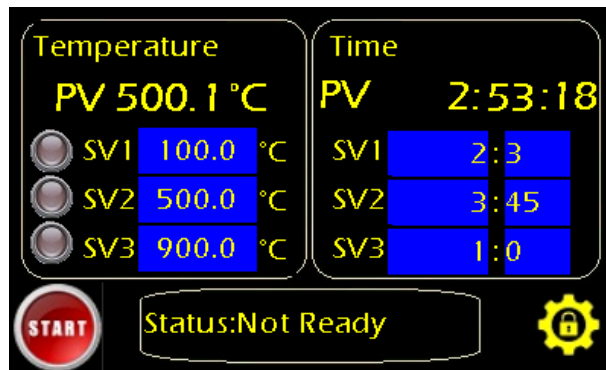 Temperature
PV 500.1°C
SV1 100.0 °C
SV2 500.0 °C
SV3 900.0 °C
Time
PV 2:53:18
SV1 2:3
SV2 3:45
SV3 1:0
START
Status:Not Ready